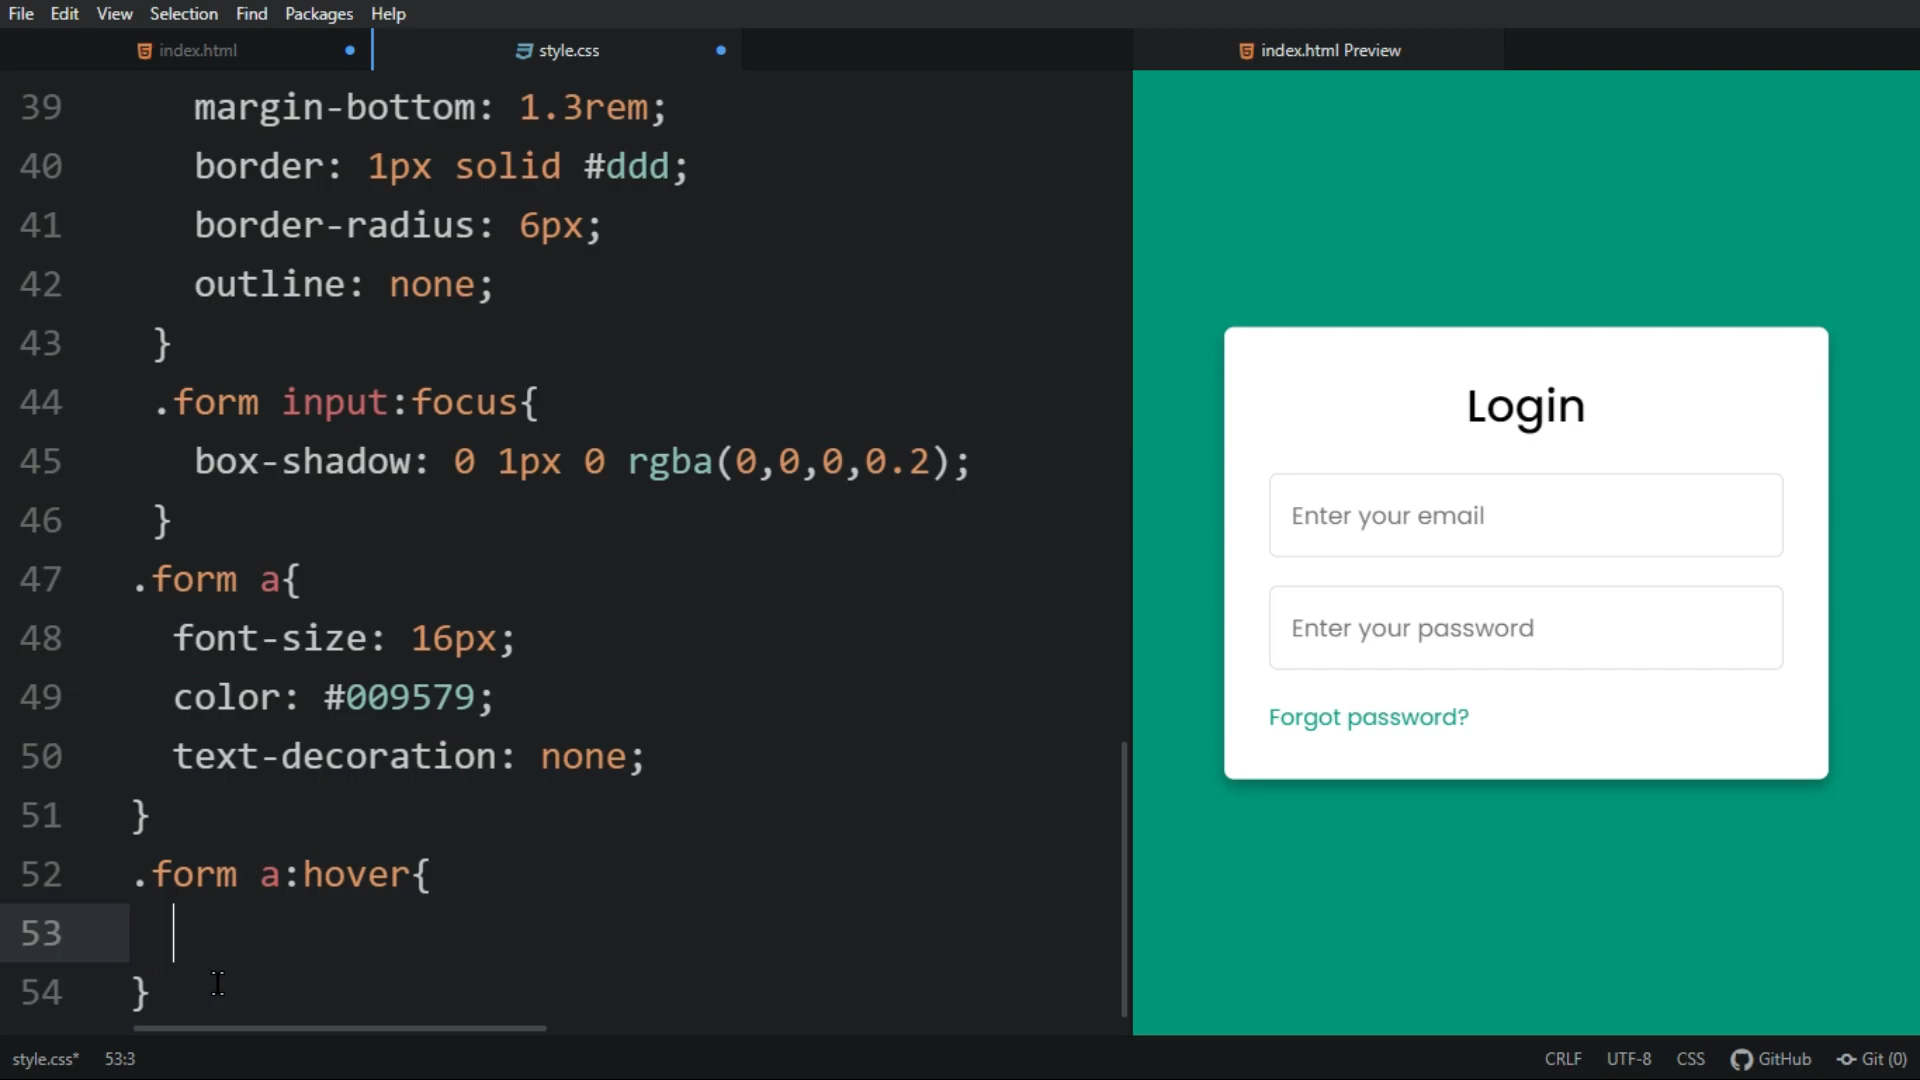 File Edit View Selection Find Packages Help
index.html style.css index.html Preview
39 margin-bottom: 1.3rem;
40 border: 1px solid #ddd;
41 border-radius: 6px;
42 outline: none;
43 }
44 .form input:focus{
45 box-shadow: 0 1px 0 rgba(0,0,0,0.2);
46 }
47 .form a{
48 font-size: 16px;
49 color: #009579;
50 text-decoration: none;
51 }
52 .form a:hover{
53
54 }
Login
Enter your email
Enter your password
Forgot password?
style.css* 53:3 CRLF UTF-8 CSS GitHub Git (0)